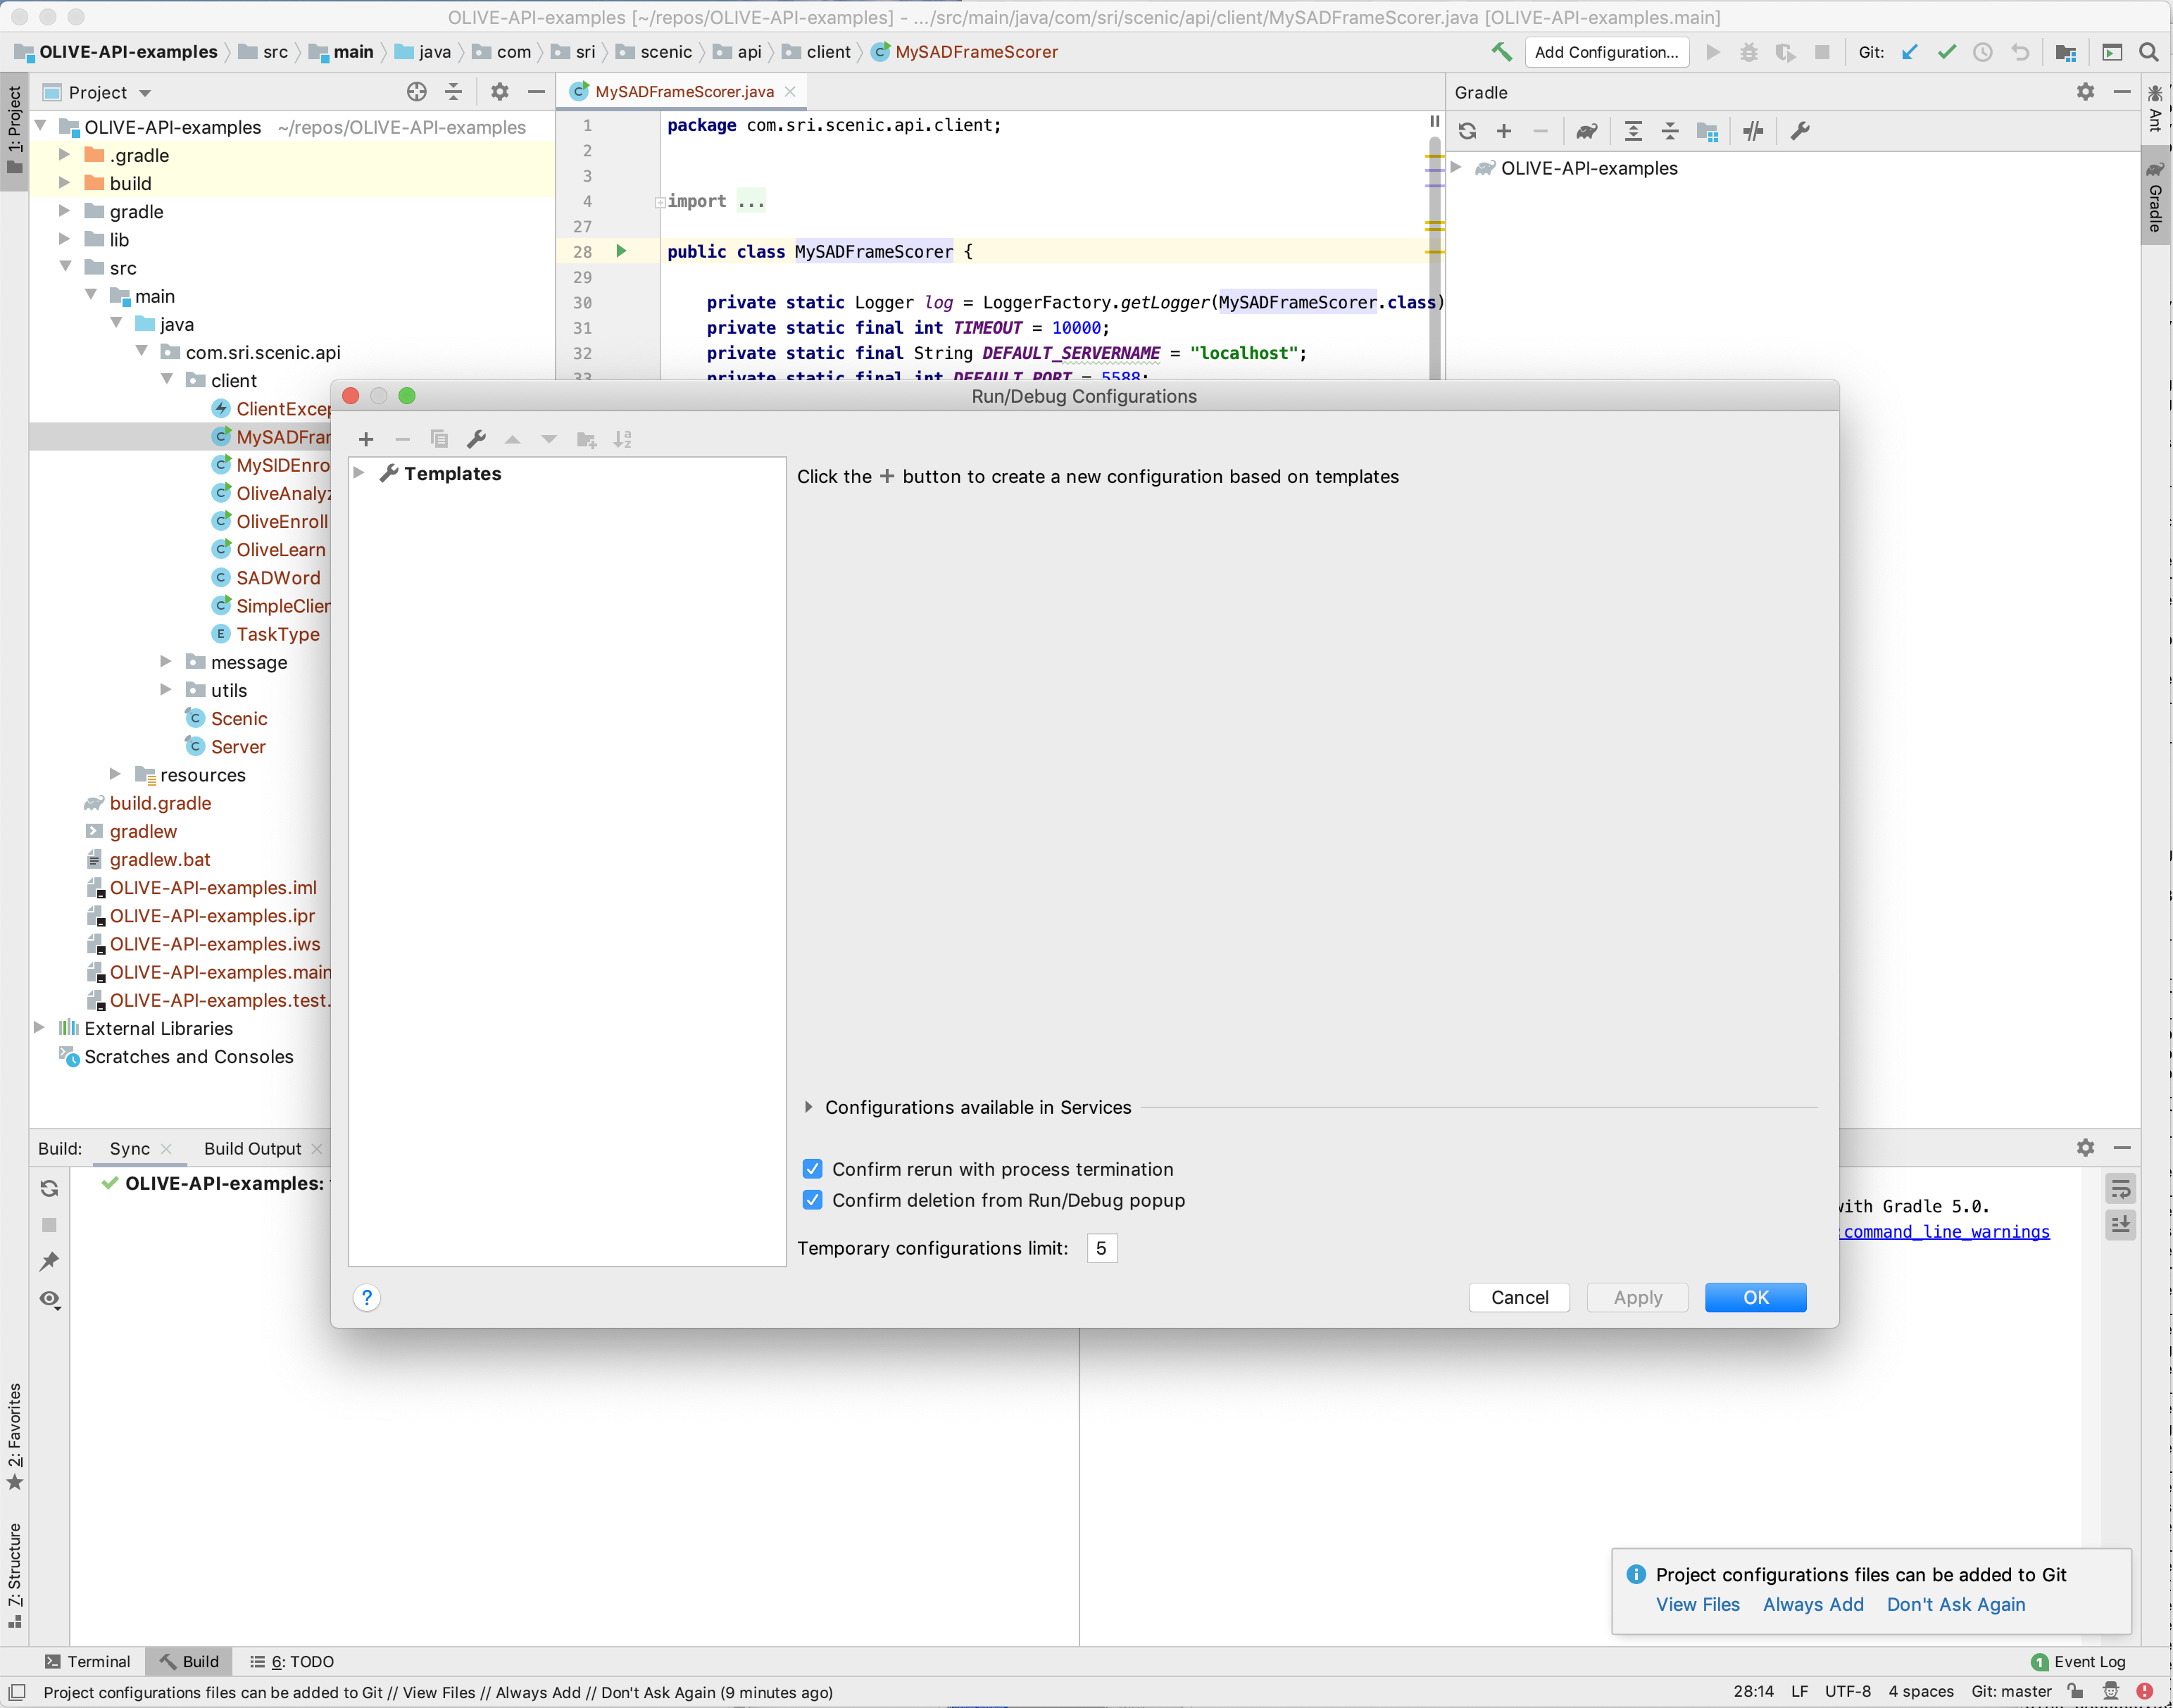 OLIVE-API-examples [~/repos/OLIVE-API-examples] - .../src/main/java/com/sri/scenic/api/client/MySADFrameScorer.java [OLIVE-API-examples.main]
OLIVE-API-examples src main java com sri scenic api client MySADFrameScorer Add Configuration... Git:
1: Project
Project
MySADFrameScorer.java
Gradle
Ant
Gradle
OLIVE-API-examples ~/repos/OLIVE-API-examples
.gradle
build
gradle
lib
src
main
java
com.sri.scenic.api
client
ClientExcep
MySADFrar
MySIDEnro
OliveAnalyz
OliveEnroll
OliveLearn
SADWord
SimpleClier
TaskType
message
utils
Scenic
Server
resources
build.gradle
gradlew
gradlew.bat
OLIVE-API-examples.iml
OLIVE-API-examples.ipr
OLIVE-API-examples.iws
OLIVE-API-examples.main
OLIVE-API-examples.test.
External Libraries
Scratches and Consoles
1 package com.sri.scenic.api.client;
2
3
4 import ...
27
28 public class MySADFrameScorer {
29
30 private static Logger log = LoggerFactory.getLogger(MySADFrameScorer.class)
31 private static final int TIMEOUT = 10000;
32 private static final String DEFAULT_SERVERNAME = "localhost";
33 private static final int DEFAULT_PORT = 5588;
OLIVE-API-examples
Run/Debug Configurations
Templates
Click the + button to create a new configuration based on templates
Configurations available in Services
Confirm rerun with process termination
Confirm deletion from Run/Debug popup
Temporary configurations limit: 5
? Cancel Apply OK
Build: Sync Build Output
OLIVE-API-examples:
with Gradle 5.0.
:command_line_warnings
2: Favorites
7: Structure
Project configurations files can be added to Git
View Files Always Add Don't Ask Again
Terminal Build 6: TODO 1 Event Log
Project configurations files can be added to Git // View Files // Always Add // Don't Ask Again (9 minutes ago) 28:14 LF UTF-8 4 spaces Git: master